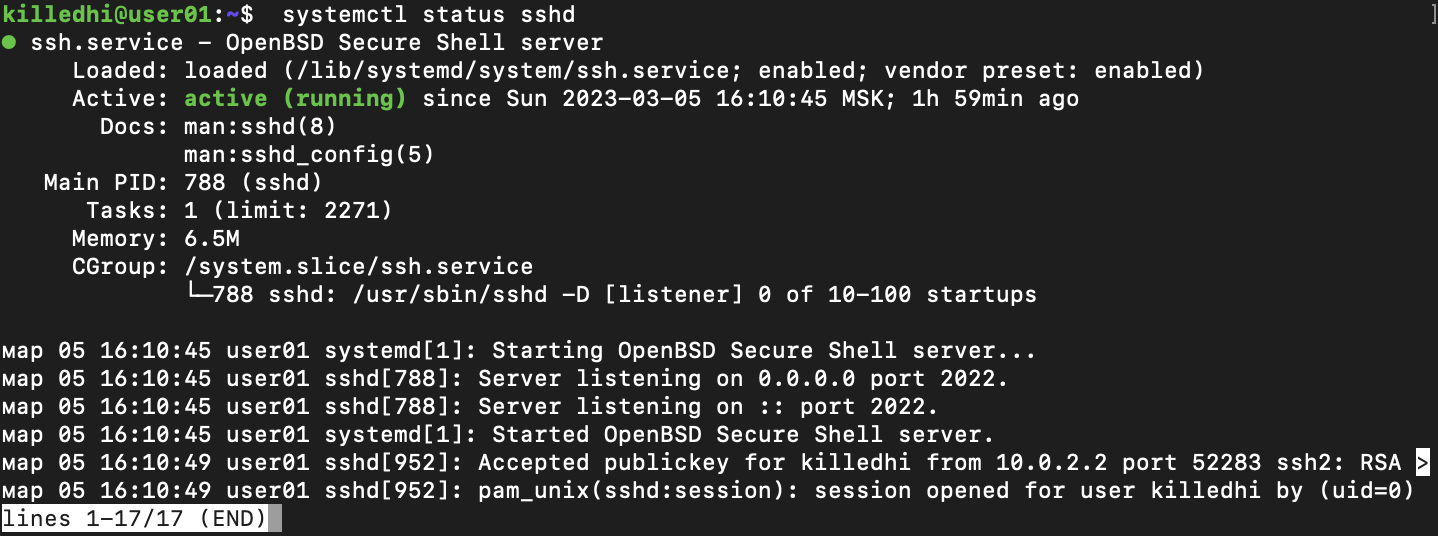 killedhi@user01:~$  systemctl status sshd                                                             ]
● ssh.service - OpenBSD Secure Shell server
     Loaded: loaded (/lib/systemd/system/ssh.service; enabled; vendor preset: enabled)
     Active: active (running) since Sun 2023-03-05 16:10:45 MSK; 1h 59min ago
       Docs: man:sshd(8)
             man:sshd_config(5)
   Main PID: 788 (sshd)
      Tasks: 1 (limit: 2271)
     Memory: 6.5M
     CGroup: /system.slice/ssh.service
             └─788 sshd: /usr/sbin/sshd -D [listener] 0 of 10-100 startups

мар 05 16:10:45 user01 systemd[1]: Starting OpenBSD Secure Shell server...
мар 05 16:10:45 user01 sshd[788]: Server listening on 0.0.0.0 port 2022.
мар 05 16:10:45 user01 sshd[788]: Server listening on :: port 2022.
мар 05 16:10:45 user01 systemd[1]: Started OpenBSD Secure Shell server.
мар 05 16:10:49 user01 sshd[952]: Accepted publickey for killedhi from 10.0.2.2 port 52283 ssh2: RSA >
мар 05 16:10:49 user01 sshd[952]: pam_unix(sshd:session): session opened for user killedhi by (uid=0)
lines 1-17/17 (END)